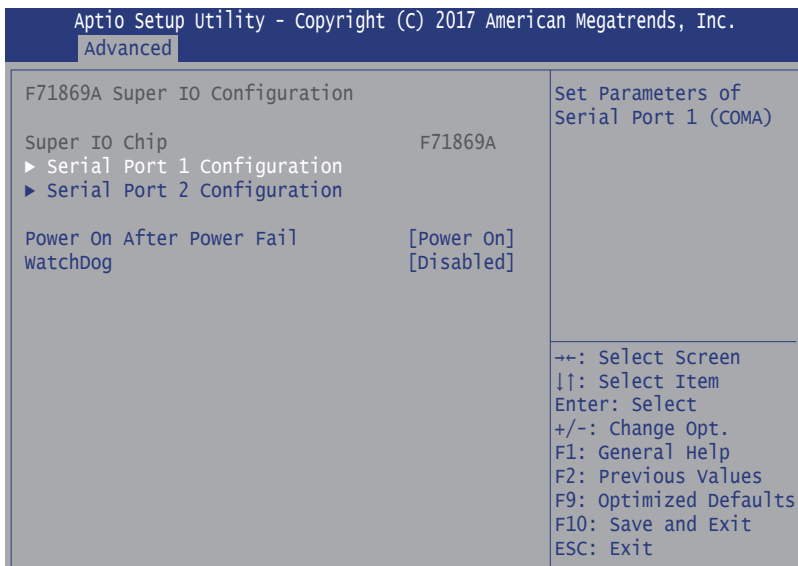 Aptio Setup Utility - Copyright (C) 2017 American Megatrends, Inc.
Advanced
F71869A Super IO Configuration
Super IO Chip F71869A
▶ Serial Port 1 Configuration
▶ Serial Port 2 Configuration
Power On After Power Fail [Power On]
WatchDog [Disabled]
Set Parameters of
Serial Port 1 (COMA)
→←: Select Screen
↓↑: Select Item
Enter: Select
+/-: Change Opt.
F1: General Help
F2: Previous Values
F9: Optimized Defaults
F10: Save and Exit
ESC: Exit